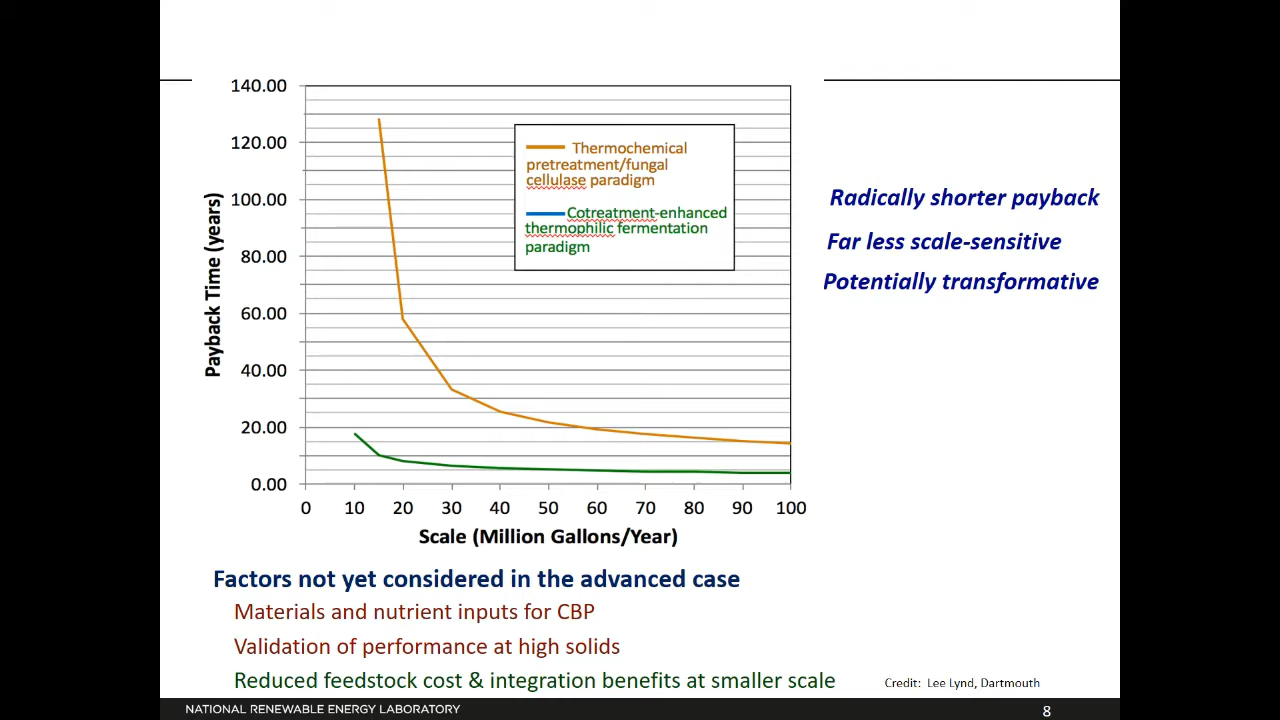 140.00
120.00
100.00
80.00
60.00
40.00
20.00
0.00
Payback Time (years)
0 10 20 30 40 50 60 70 80 90 100
Scale (Million Gallons/Year)
Thermochemical
pretreatment/fungal
cellulase paradigm
Cotreatment-enhanced
thermophilic fermentation
paradigm
Radically shorter payback
Far less scale-sensitive
Potentially transformative
Factors not yet considered in the advanced case
Materials and nutrient inputs for CBP
Validation of performance at high solids
Reduced feedstock cost & integration benefits at smaller scale
Credit: Lee Lynd, Dartmouth
NATIONAL RENEWABLE ENERGY LABORATORY
8